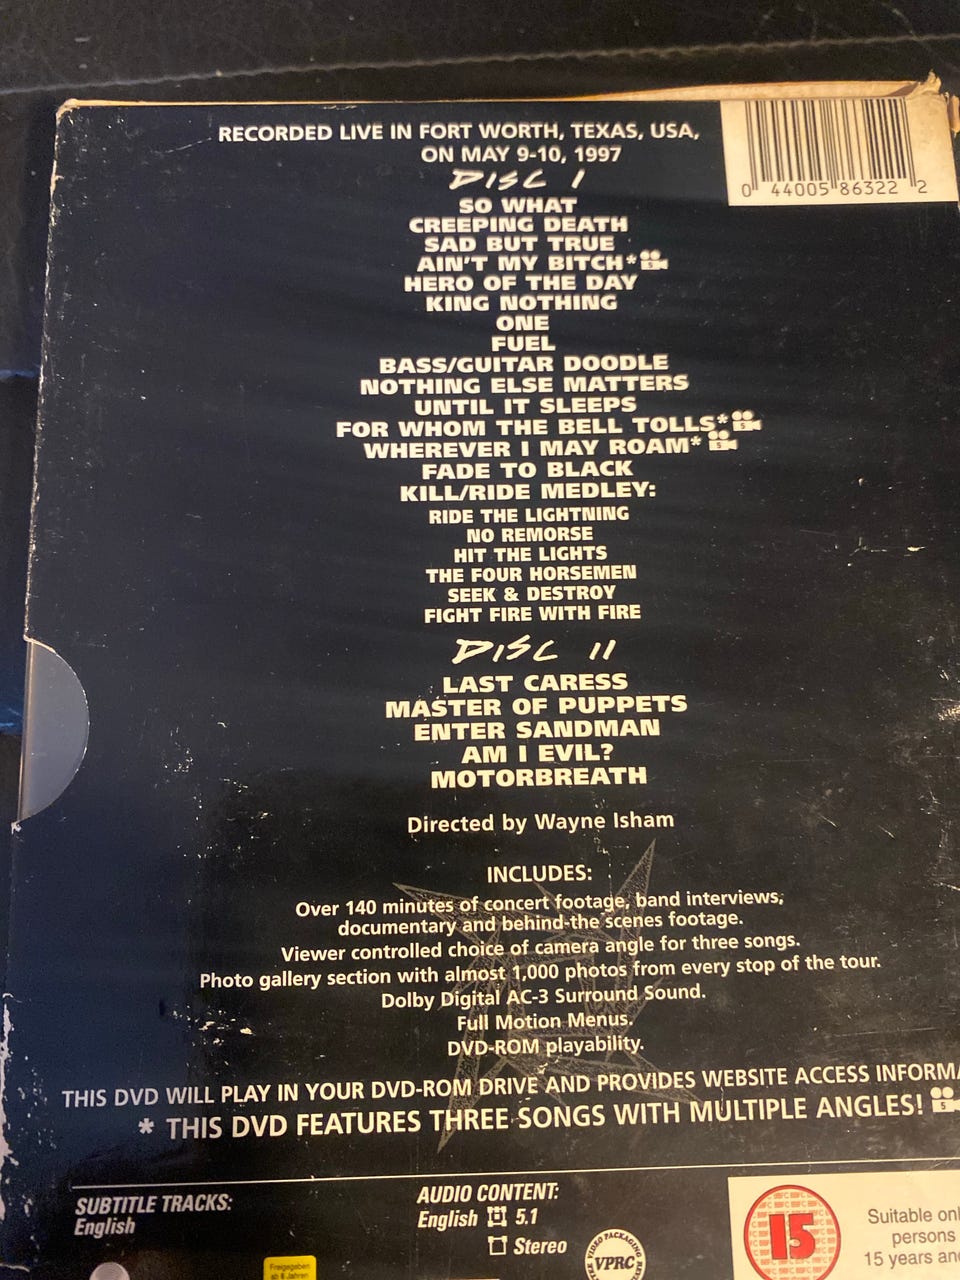 RECORDED LIVE IN FORT WORTH, TEXAS, USA,
ON MAY 9-10, 1997
0 44005 86322 2
DISC I
SO WHAT
CREEPING DEATH
SAD BUT TRUE
AIN'T MY BITCH*
HERO OF THE DAY
KING NOTHING
ONE
FUEL
BASS/GUITAR DOODLE
NOTHING ELSE MATTERS
UNTIL IT SLEEPS
FOR WHOM THE BELL TOLLS*
WHEREVER I MAY ROAM*
FADE TO BLACK
KILL/RIDE MEDLEY:
RIDE THE LIGHTNING
NO REMORSE
HIT THE LIGHTS
THE FOUR HORSEMEN
SEEK & DESTROY
FIGHT FIRE WITH FIRE
DISC II
LAST CARESS
MASTER OF PUPPETS
ENTER SANDMAN
AM I EVIL?
MOTORBREATH
Directed by Wayne Isham
INCLUDES:
Over 140 minutes of concert footage, band interviews,
documentary and behind-the scenes footage.
Viewer controlled choice of camera angle for three songs.
Photo gallery section with almost 1,000 photos from every stop of the tour.
Dolby Digital AC-3 Surround Sound.
Full Motion Menus.
DVD-ROM playability.
THIS DVD WILL PLAY IN YOUR DVD-ROM DRIVE AND PROVIDES WEBSITE ACCESS INFORMA
* THIS DVD FEATURES THREE SONGS WITH MULTIPLE ANGLES!
SUBTITLE TRACKS:
English
AUDIO CONTENT:
English 5.1
Stereo
VIDEO PACKAGING
VPRC
15
Suitable onl
persons
15 years and
Freigegeben
ab 6 Jahren